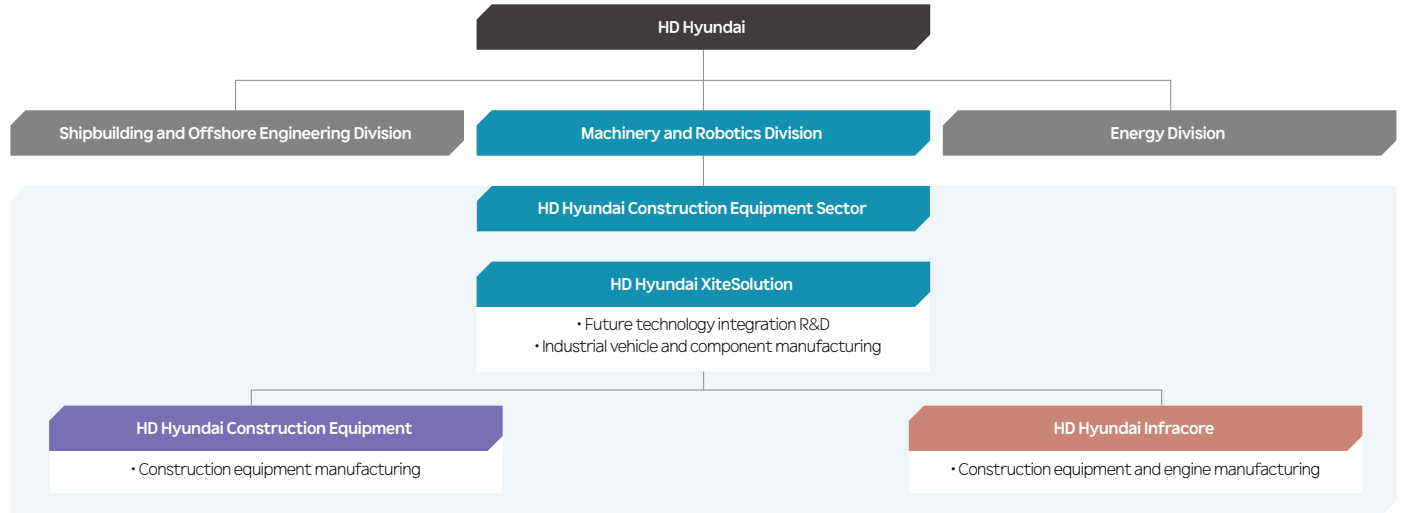 HD Hyundai
Shipbuilding and Offshore Engineering Division
Machinery and Robotics Division
Energy Division
HD Hyundai Construction Equipment Sector
HD Hyundai XiteSolution
• Future technology integration R&D
• Industrial vehicle and component manufacturing
HD Hyundai Construction Equipment
• Construction equipment manufacturing
HD Hyundai Infracore
• Construction equipment and engine manufacturing